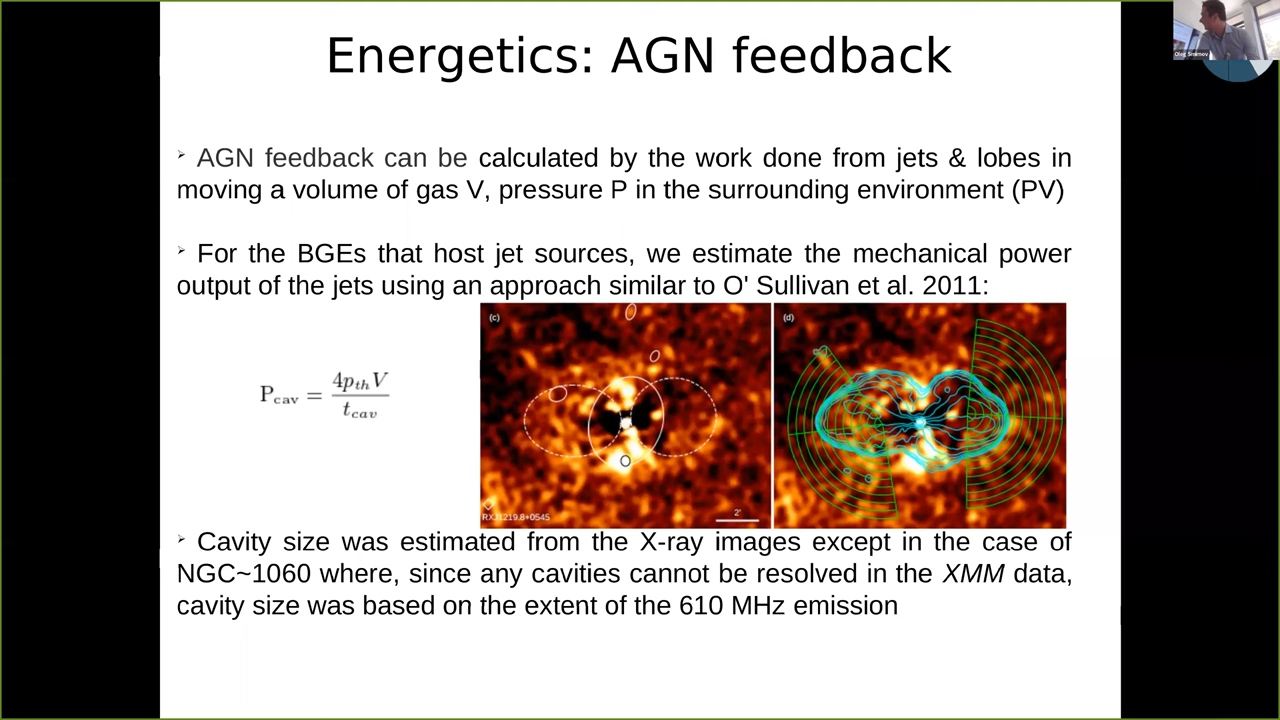 Energetics: AGN feedback
Oleg Smirnov
➢ AGN feedback can be calculated by the work done from jets & lobes in
moving a volume of gas V, pressure P in the surrounding environment (PV)
➢ For the BGEs that host jet sources, we estimate the mechanical power
output of the jets using an approach similar to O' Sullivan et al. 2011:
P_cav = 4p_th V / t_cav
(c)
RXJ1219.8+0545
2'
(d)
➢ Cavity size was estimated from the X-ray images except in the case of
NGC~1060 where, since any cavities cannot be resolved in the XMM data,
cavity size was based on the extent of the 610 MHz emission